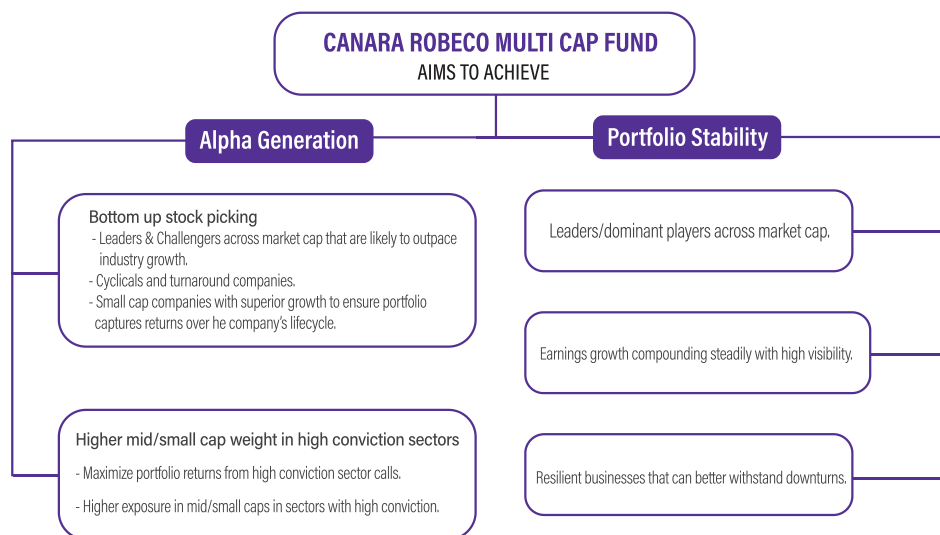 CANARA ROBECO MULTI CAP FUND
AIMS TO ACHIEVE
Alpha Generation
Bottom up stock picking
- Leaders & Challengers across market cap that are likely to outpace
industry growth.
- Cyclicals and turnaround companies.
- Small cap companies with superior growth to ensure portfolio
captures returns over he company's lifecycle.
Higher mid/small cap weight in high conviction sectors
- Maximize portfolio returns from high conviction sector calls.
- Higher exposure in mid/small caps in sectors with high conviction.
Portfolio Stability
Leaders/dominant players across market cap.
Earnings growth compounding steadily with high visibility.
Resilient businesses that can better withstand downturns.